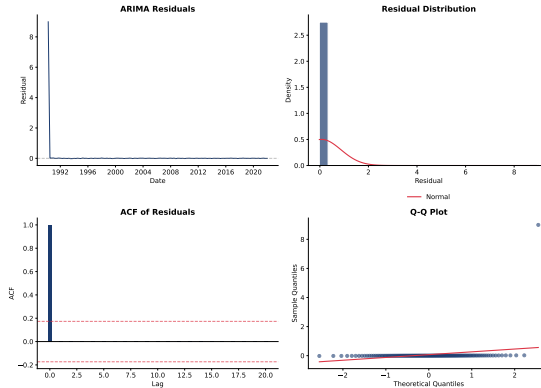 ARIMA Residuals
Residual
8
6
4
2
0
1992 1996 2000 2004 2008 2012 2016 2020
Date
Residual Distribution
Density
2.5
2.0
1.5
1.0
0.5
0.0
0 2 4 6 8
Residual
Normal
ACF of Residuals
ACF
1.0
0.8
0.6
0.4
0.2
0.0
−0.2
0.0 2.5 5.0 7.5 10.0 12.5 15.0 17.5 20.0
Lag
Q-Q Plot
Sample Quantiles
8
6
4
2
0
−2 −1 0 1 2
Theoretical Quantiles